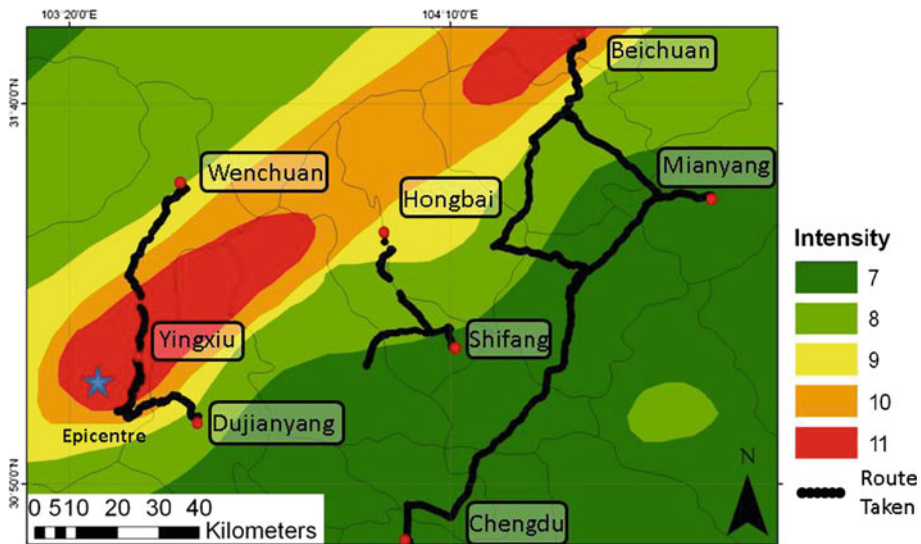 103°20'0"E
104°10'0"E
Beichuan
31°40'0"N
Mianyang
Wenchuan
Hongbai
Intensity
7
8
9
10
11
Route
Taken
Yingxiu
Shifang
Dujianyang
Epicentre
30°50'0"N
N
Chengdu
0 5 10 20 30 40
Kilometers